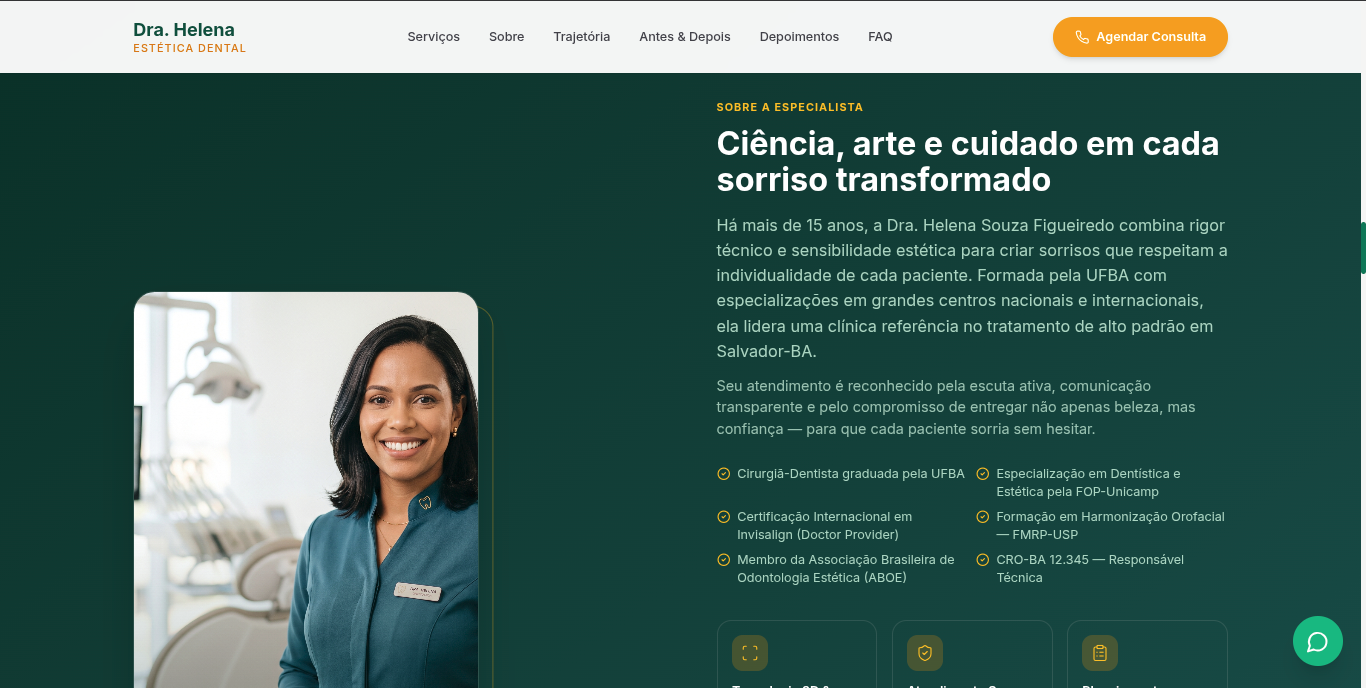 Dra. Helena
ESTÉTICA DENTAL
Serviços
Sobre
Trajetória
Antes & Depois
Depoimentos
FAQ
Agendar Consulta
SOBRE A ESPECIALISTA
Ciência, arte e cuidado em cada
sorriso transformado
Há mais de 15 anos, a Dra. Helena Souza Figueiredo combina rigor
técnico e sensibilidade estética para criar sorrisos que respeitam a
individualidade de cada paciente. Formada pela UFBA com
especializações em grandes centros nacionais e internacionais,
ela lidera uma clínica referência no tratamento de alto padrão em
Salvador-BA.
Seu atendimento é reconhecido pela escuta ativa, comunicação
transparente e pelo compromisso de entregar não apenas beleza, mas
confiança — para que cada paciente sorria sem hesitar.
Cirurgiã-Dentista graduada pela UFBA
Especialização em Dentística e
Estética pela FOP-Unicamp
Certificação Internacional em
Invisalign (Doctor Provider)
Formação em Harmonização Orofacial
— FMRP-USP
Membro da Associação Brasileira de
Odontologia Estética (ABOE)
CRO-BA 12.345 — Responsável
Técnica